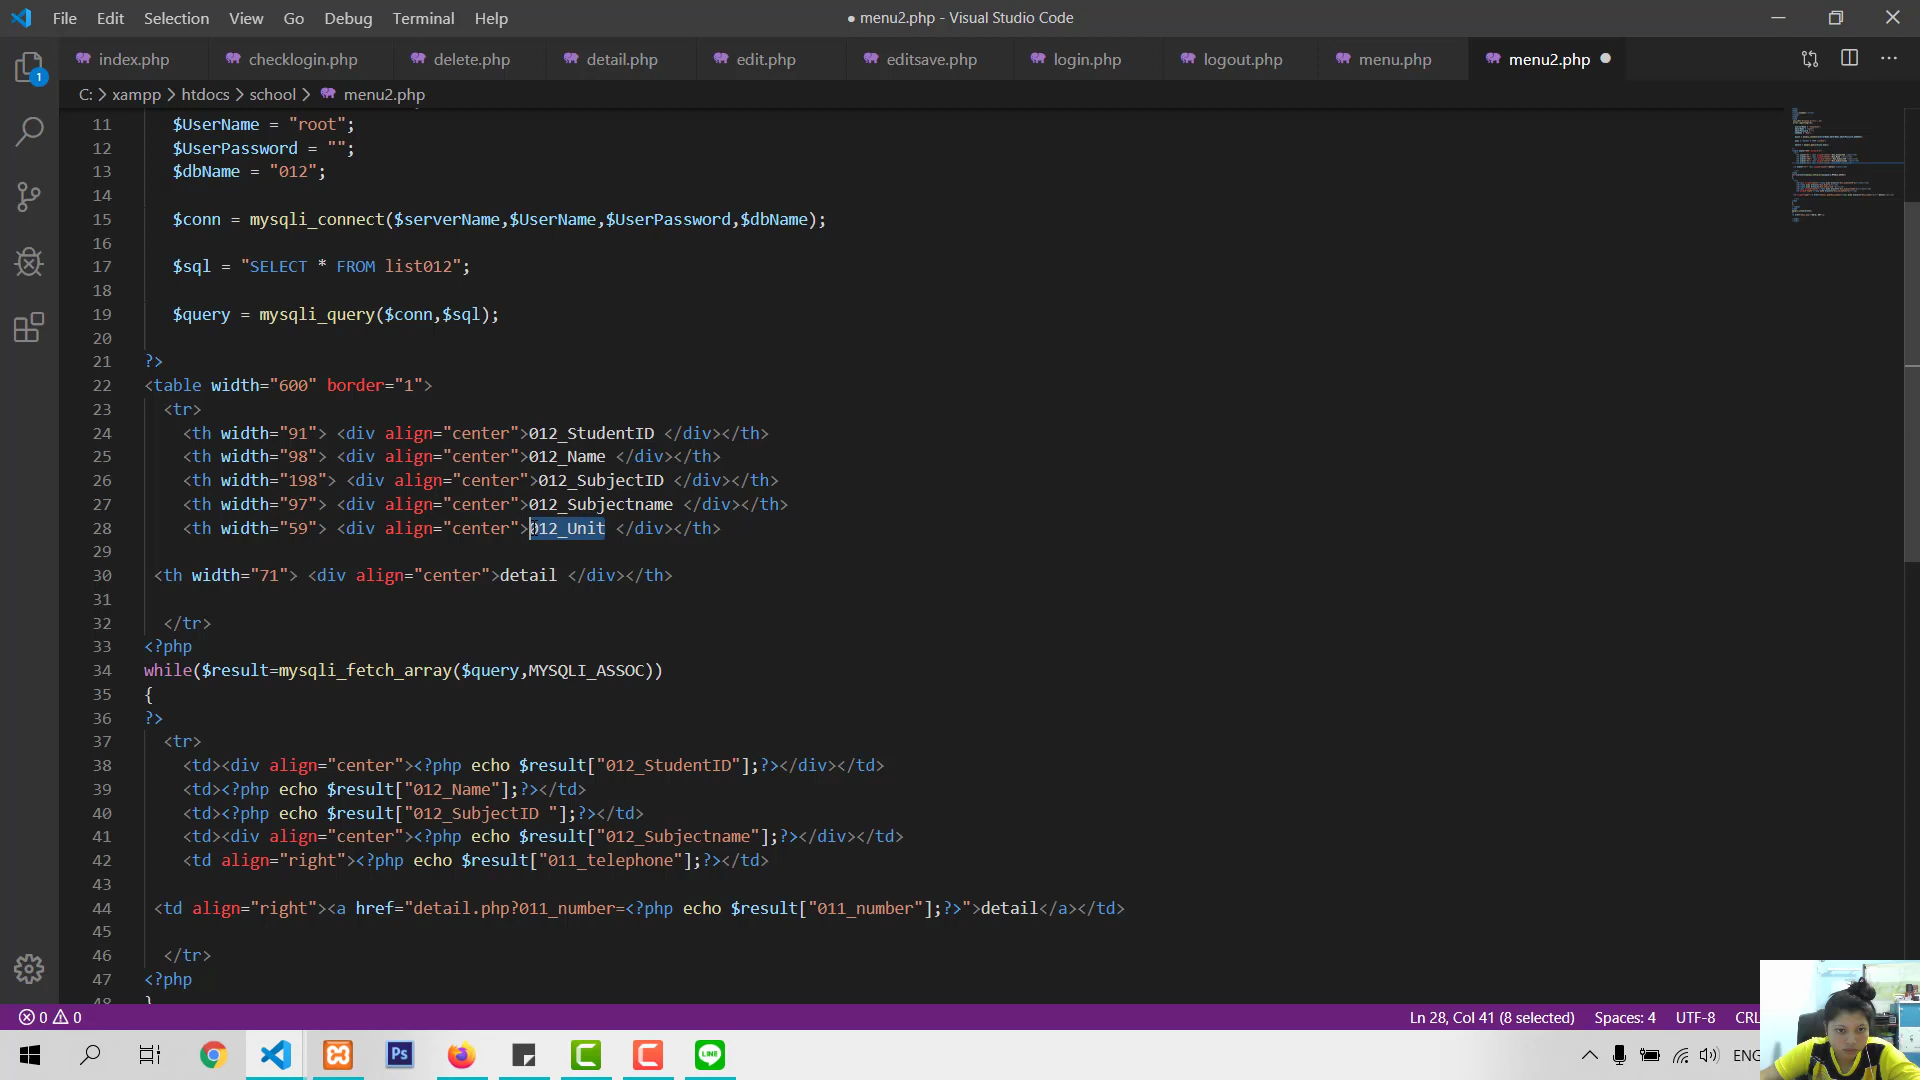 File Edit Selection View Go Debug Terminal Help
● menu2.php - Visual Studio Code
index.php checklogin.php delete.php detail.php edit.php editsave.php login.php logout.php menu.php menu2.php
C: > xampp > htdocs > school > menu2.php
11 $UserName = "root";
12 $UserPassword = "";
13 $dbName = "012";
14
15 $conn = mysqli_connect($serverName,$UserName,$UserPassword,$dbName);
16
17 $sql = "SELECT * FROM list012";
18
19 $query = mysqli_query($conn,$sql);
20
21 ?>
22 <table width="600" border="1">
23 <tr>
24 <th width="91"> <div align="center">012_StudentID </div></th>
25 <th width="98"> <div align="center">012_Name </div></th>
26 <th width="198"> <div align="center">012_SubjectID </div></th>
27 <th width="97"> <div align="center">012_Subjectname </div></th>
28 <th width="59"> <div align="center">012_Unit </div></th>
29
30 <th width="71"> <div align="center">detail </div></th>
31
32 </tr>
33 <?php
34 while($result=mysqli_fetch_array($query,MYSQLI_ASSOC))
35 {
36 ?>
37 <tr>
38 <td><div align="center"><?php echo $result["012_StudentID"];?></div></td>
39 <td><?php echo $result["012_Name"];?></td>
40 <td><?php echo $result["012_SubjectID "];?></td>
41 <td><div align="center"><?php echo $result["012_Subjectname"];?></div></td>
42 <td align="right"><?php echo $result["011_telephone"];?></td>
43
44 <td align="right"><a href="detail.php?011_number=<?php echo $result["011_number"];?>">detail</a></td>
45
46 </tr>
47 <?php
48 }
0 0 Ln 28, Col 41 (8 selected) Spaces: 4 UTF-8 CRL
Ps LINE ENG